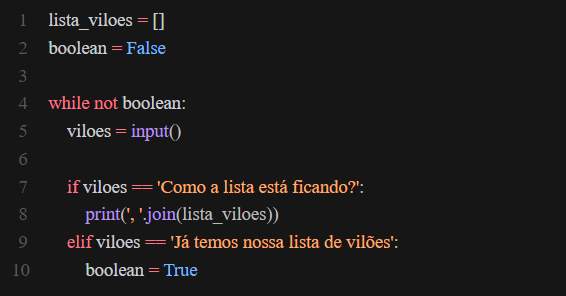 1 lista_viloes = []
2 boolean = False
3
4 while not boolean:
5 viloes = input()
6
7 if viloes == 'Como a lista está ficando?':
8 print(', '.join(lista_viloes))
9 elif viloes == 'Já temos nossa lista de vilões':
10 boolean = True